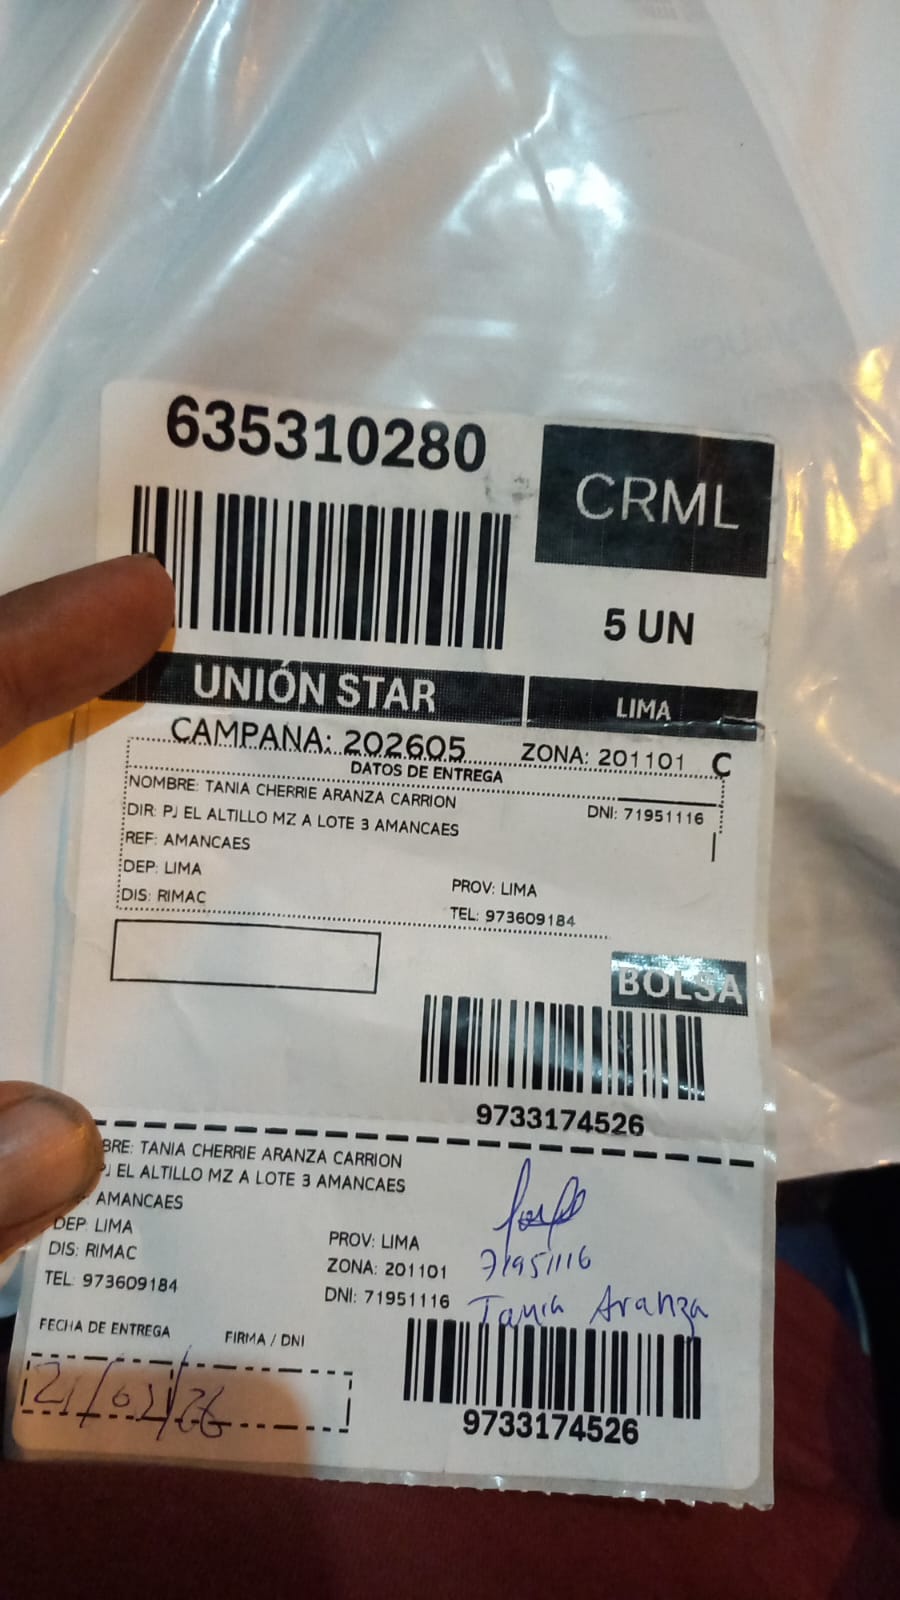 635310280
CRML
5 UN
UNIÓN STAR
LIMA
CAMPAÑA: 202605 ZONA: 201101 C
DATOS DE ENTREGA
NOMBRE: TANIA CHERRIE ARANZA CARRION
DNI: 71951116
DIR: PJ EL ALTILLO MZ A LOTE 3 AMANCAES
REF: AMANCAES
DEP: LIMA
PROV: LIMA
DIS: RIMAC
TEL: 973609184
BOLSA
9733174526
BRE: TANIA CHERRIE ARANZA CARRION
PJ EL ALTILLO MZ A LOTE 3 AMANCAES
AMANCAES
DEP: LIMA
PROV: LIMA
DIS: RIMAC
ZONA: 201101
TEL: 973609184
DNI: 71951116
71951116
Tania Aranza
FECHA DE ENTREGA
FIRMA / DNI
9733174526